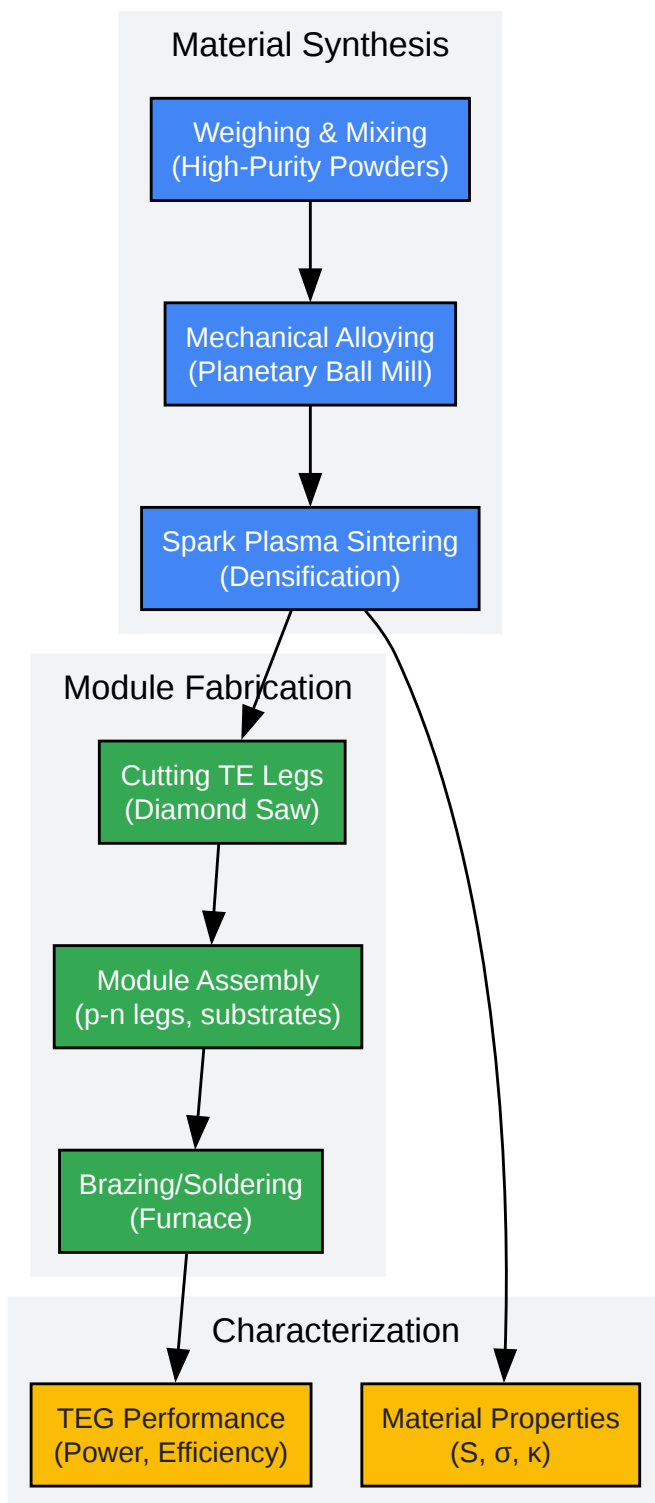 Material Synthesis
Weighing & Mixing
(High-Purity Powders)
Mechanical Alloying
(Planetary Ball Mill)
Spark Plasma Sintering
(Densification)
Module Fabrication
Cutting TE Legs
(Diamond Saw)
Module Assembly
(p-n legs, substrates)
Brazing/Soldering
(Furnace)
Characterization
TEG Performance
(Power, Efficiency)
Material Properties
(S, σ, κ)